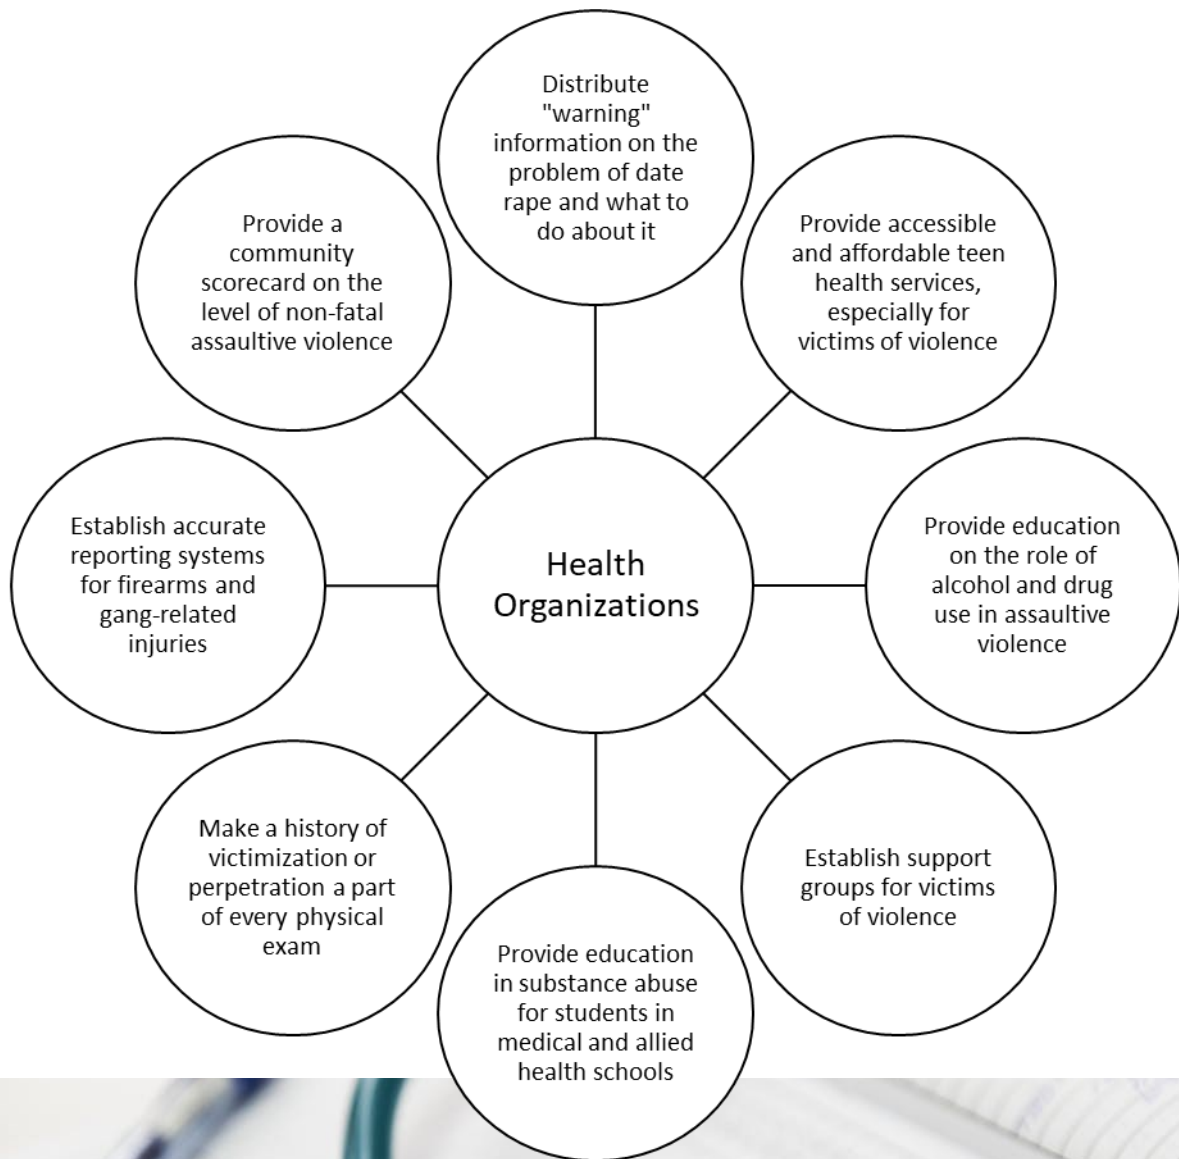 Distribute
"warning"
information on the
problem of date
rape and what to
do about it
Provide accessible
and affordable teen
health services,
especially for
victims of violence
Provide education
on the role of
alcohol and drug
use in assaultive
violence
Establish support
groups for victims
of violence
Provide education
in substance abuse
for students in
medical and allied
health schools
Make a history of
victimization or
perpetration a part
of every physical
exam
Establish accurate
reporting systems
for firearms and
gang-related
injuries
Provide a
community
scorecard on the
level of non-fatal
assaultive violence
Health
Organizations